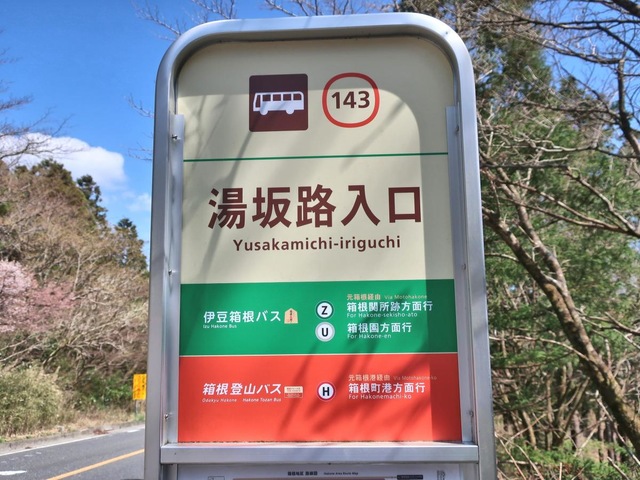 143
湯坂路入口
Yusakamichi-iriguchi
伊豆箱根バス
Izu Hakone Bus
Z
元箱根経由 Via Motohakone
箱根関所跡方面行
For Hakone-sekisho-ato
U
箱根園方面行
For Hakone-en
箱根登山バス
Odakyu Hakone Hakone Tozan Bus
H
元箱根港経由 Via Motohakone-ko
箱根町港方面行
For Hakonemachi-ko